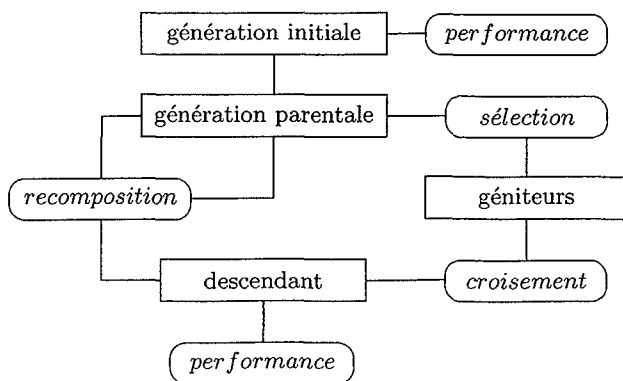 génération initiale
performance
génération parentale
sélection
recomposition
géniteurs
descendant
croisement
performance